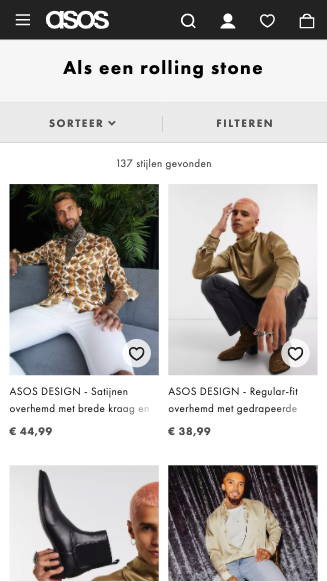 asos
Als een rolling stone
SORTEER
FILTEREN
137 stijlen gevonden
ASOS DESIGN - Satijnen
overhemd met brede kraag en
€ 44,99
ASOS DESIGN - Regular-fit
overhemd met gedrapeerde
€ 38,99